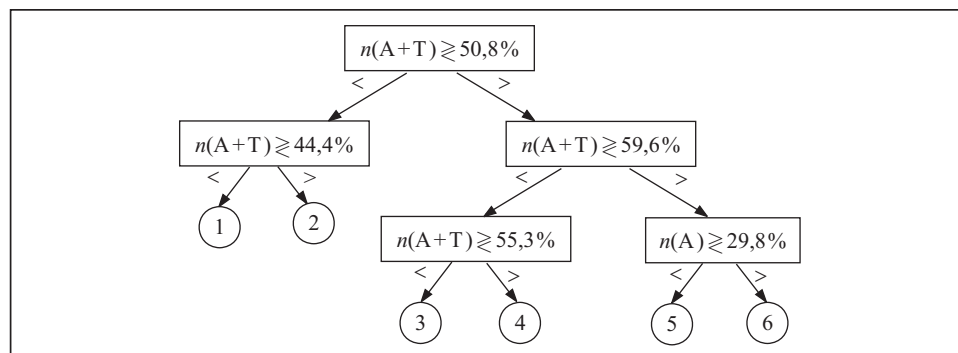 n(A+T) ≷ 50,8%
< >
n(A+T) ≷ 44,4% n(A+T) ≷ 59,6%
< > < >
1 2
n(A+T) ≷ 55,3% n(A) ≷ 29,8%
< > < >
3 4 5 6